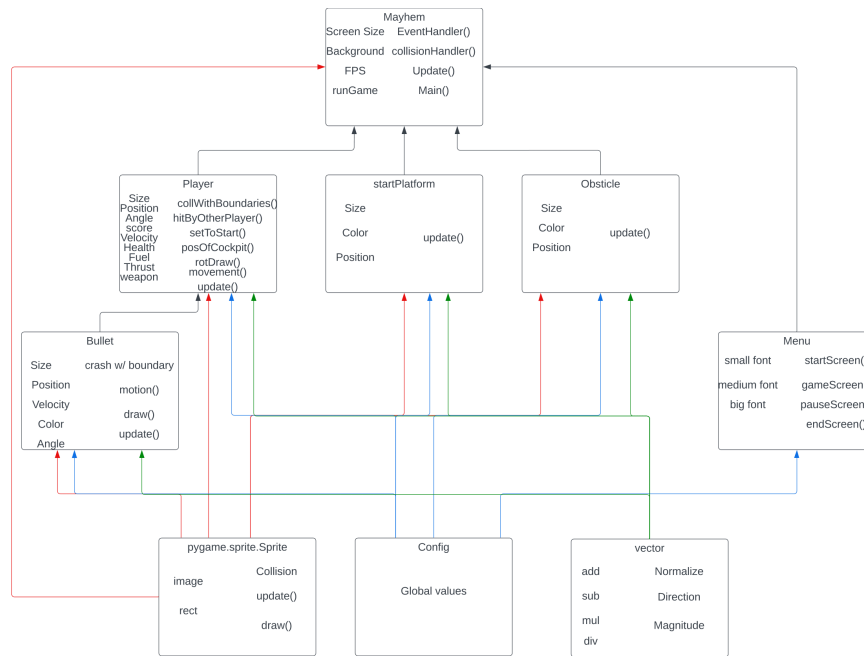 Mayhem
Screen Size EventHandler()
Background collisionHandler()
FPS Update()
runGame Main()
Player
Size
Position
Angle
score
Velocity
Health
Fuel
Thrust
weapon
collWithBoundaries()
hitByOtherPlayer()
setToStart()
posOfCockpit()
rotDraw()
movement()
update()
startPlatform
Size
Color
Position
update()
Obsticle
Size
Color
Position
update()
Bullet
Size
Position
Velocity
Color
Angle
crash w/ boundary
motion()
draw()
update()
Menu
small font
medium font
big font
startScreen(
gameScreen
pauseScreen
endScreen()
pygame.sprite.Sprite
image
rect
Collision
update()
draw()
Config
Global values
vector
add
sub
mul
div
Normalize
Direction
Magnitude